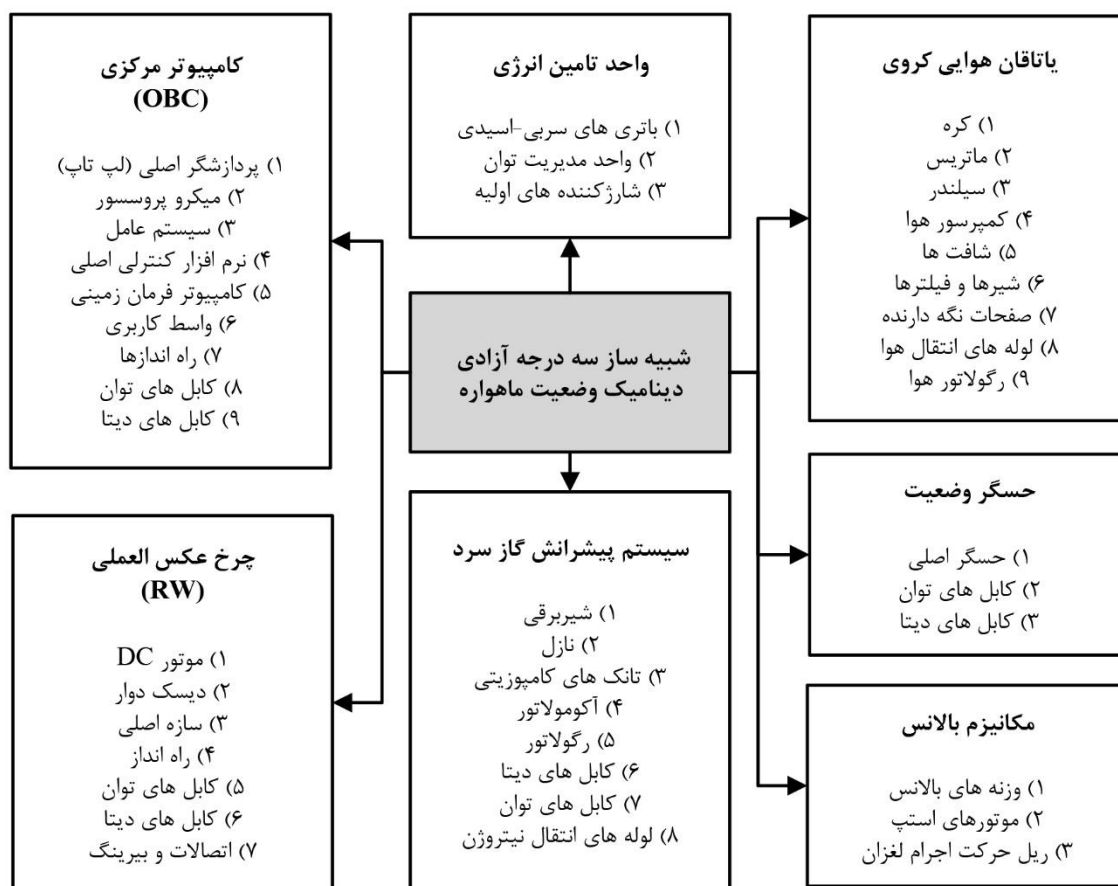 یاتاقان هوایی کروی
۱) کره
۲) ماتریس
۳) سیلندر
۴) کمپرسور هوا
۵) شافت ها
۶) شیرها و فیلترها
۷) صفحات نگه دارنده
۸) لوله های انتقال هوا
۹) رگولاتور هوا
واحد تامین انرژی
۱) باتری های سربی-اسیدی
۲) واحد مدیریت توان
۳) شارژکننده های اولیه
کامپیوتر مرکزی
(OBC)
۱) پردازشگر اصلی (لپ تاپ)
۲) میکرو پروسسور
۳) سیستم عامل
۴) نرم افزار کنترلی اصلی
۵) کامپیوتر فرمان زمینی
۶) واسط کاربری
۷) راه اندازها
۸) کابل های توان
۹) کابل های دیتا
شبیه ساز سه درجه آزادی
دینامیک وضعیت ماهواره
حسگر وضعیت
۱) حسگر اصلی
۲) کابل های توان
۳) کابل های دیتا
سیستم پیشرانش گاز سرد
۱) شیربرقی
۲) نازل
۳) تانک های کامپوزیتی
۴) آکومولاتور
۵) رگولاتور
۶) کابل های دیتا
۷) کابل های توان
۸) لوله های انتقال نیتروژن
چرخ عکس العملی
(RW)
۱) موتور DC
۲) دیسک دوار
۳) سازه اصلی
۴) راه انداز
۵) کابل های توان
۶) کابل های دیتا
۷) اتصالات و بیرینگ
مکانیزم بالانس
۱) وزنه های بالانس
۲) موتورهای استپ
۳) ریل حرکت اجرام لغزان